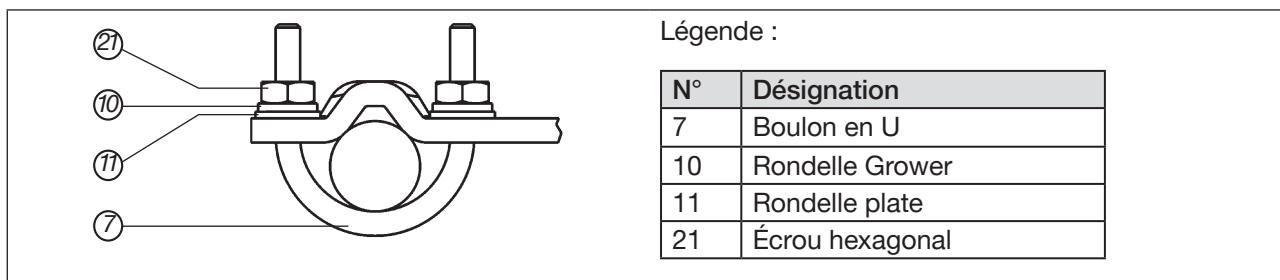 21
10
11
7
Légende :
N° Désignation
7 Boulon en U
10 Rondelle Grower
11 Rondelle plate
21 Écrou hexagonal